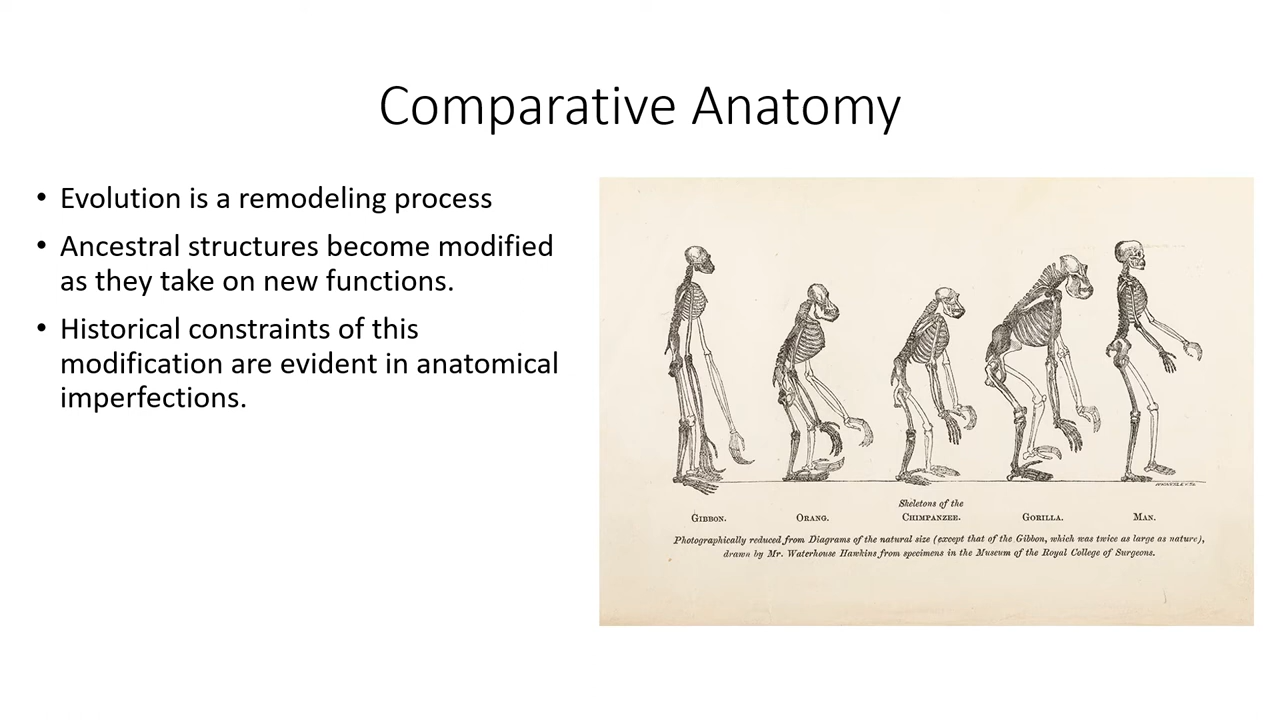 Comparative Anatomy
• Evolution is a remodeling process
• Ancestral structures become modified
as they take on new functions.
• Historical constraints of this
modification are evident in anatomical
imperfections.
Skeletons of the
GIBBON. ORANG. CHIMPANZEE. GORILLA. MAN.
Photographically reduced from Diagrams of the natural size (except that of the Gibbon, which was twice as large as nature),
drawn by Mr. Waterhouse Hawkins from specimens in the Museum of the Royal College of Surgeons.